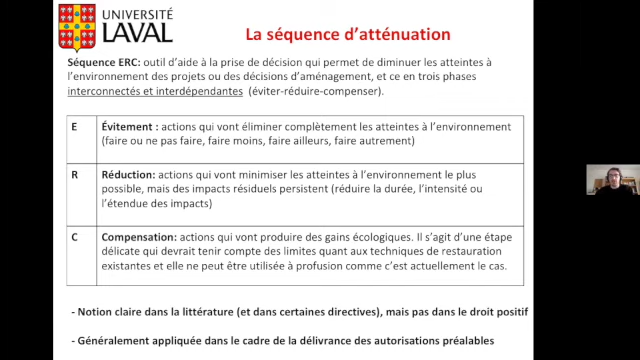 UNIVERSITÉ
LAVAL
La séquence d'atténuation
Séquence ERC: outil d'aide à la prise de décision qui permet de diminuer les atteintes à
l'environnement des projets ou des décisions d'aménagement, et ce en trois phases
interconnectés et interdépendantes (éviter-réduire-compenser).
E
Évitement : actions qui vont éliminer complètement les atteintes à l'environnement
(faire ou ne pas faire, faire moins, faire ailleurs, faire autrement)
R
Réduction: actions qui vont minimiser les atteintes à l'environnement le plus
possible, mais des impacts résiduels persistent (réduire la durée, l'intensité ou
l'étendue des impacts)
C
Compensation: actions qui vont produire des gains écologiques. Il s'agit d'une étape
délicate qui devrait tenir compte des limites quant aux techniques de restauration
existantes et elle ne peut être utilisée à profusion comme c'est actuellement le cas.
- Notion claire dans la littérature (et dans certaines directives), mais pas dans le droit positif
- Généralement appliquée dans le cadre de la délivrance des autorisations préalables